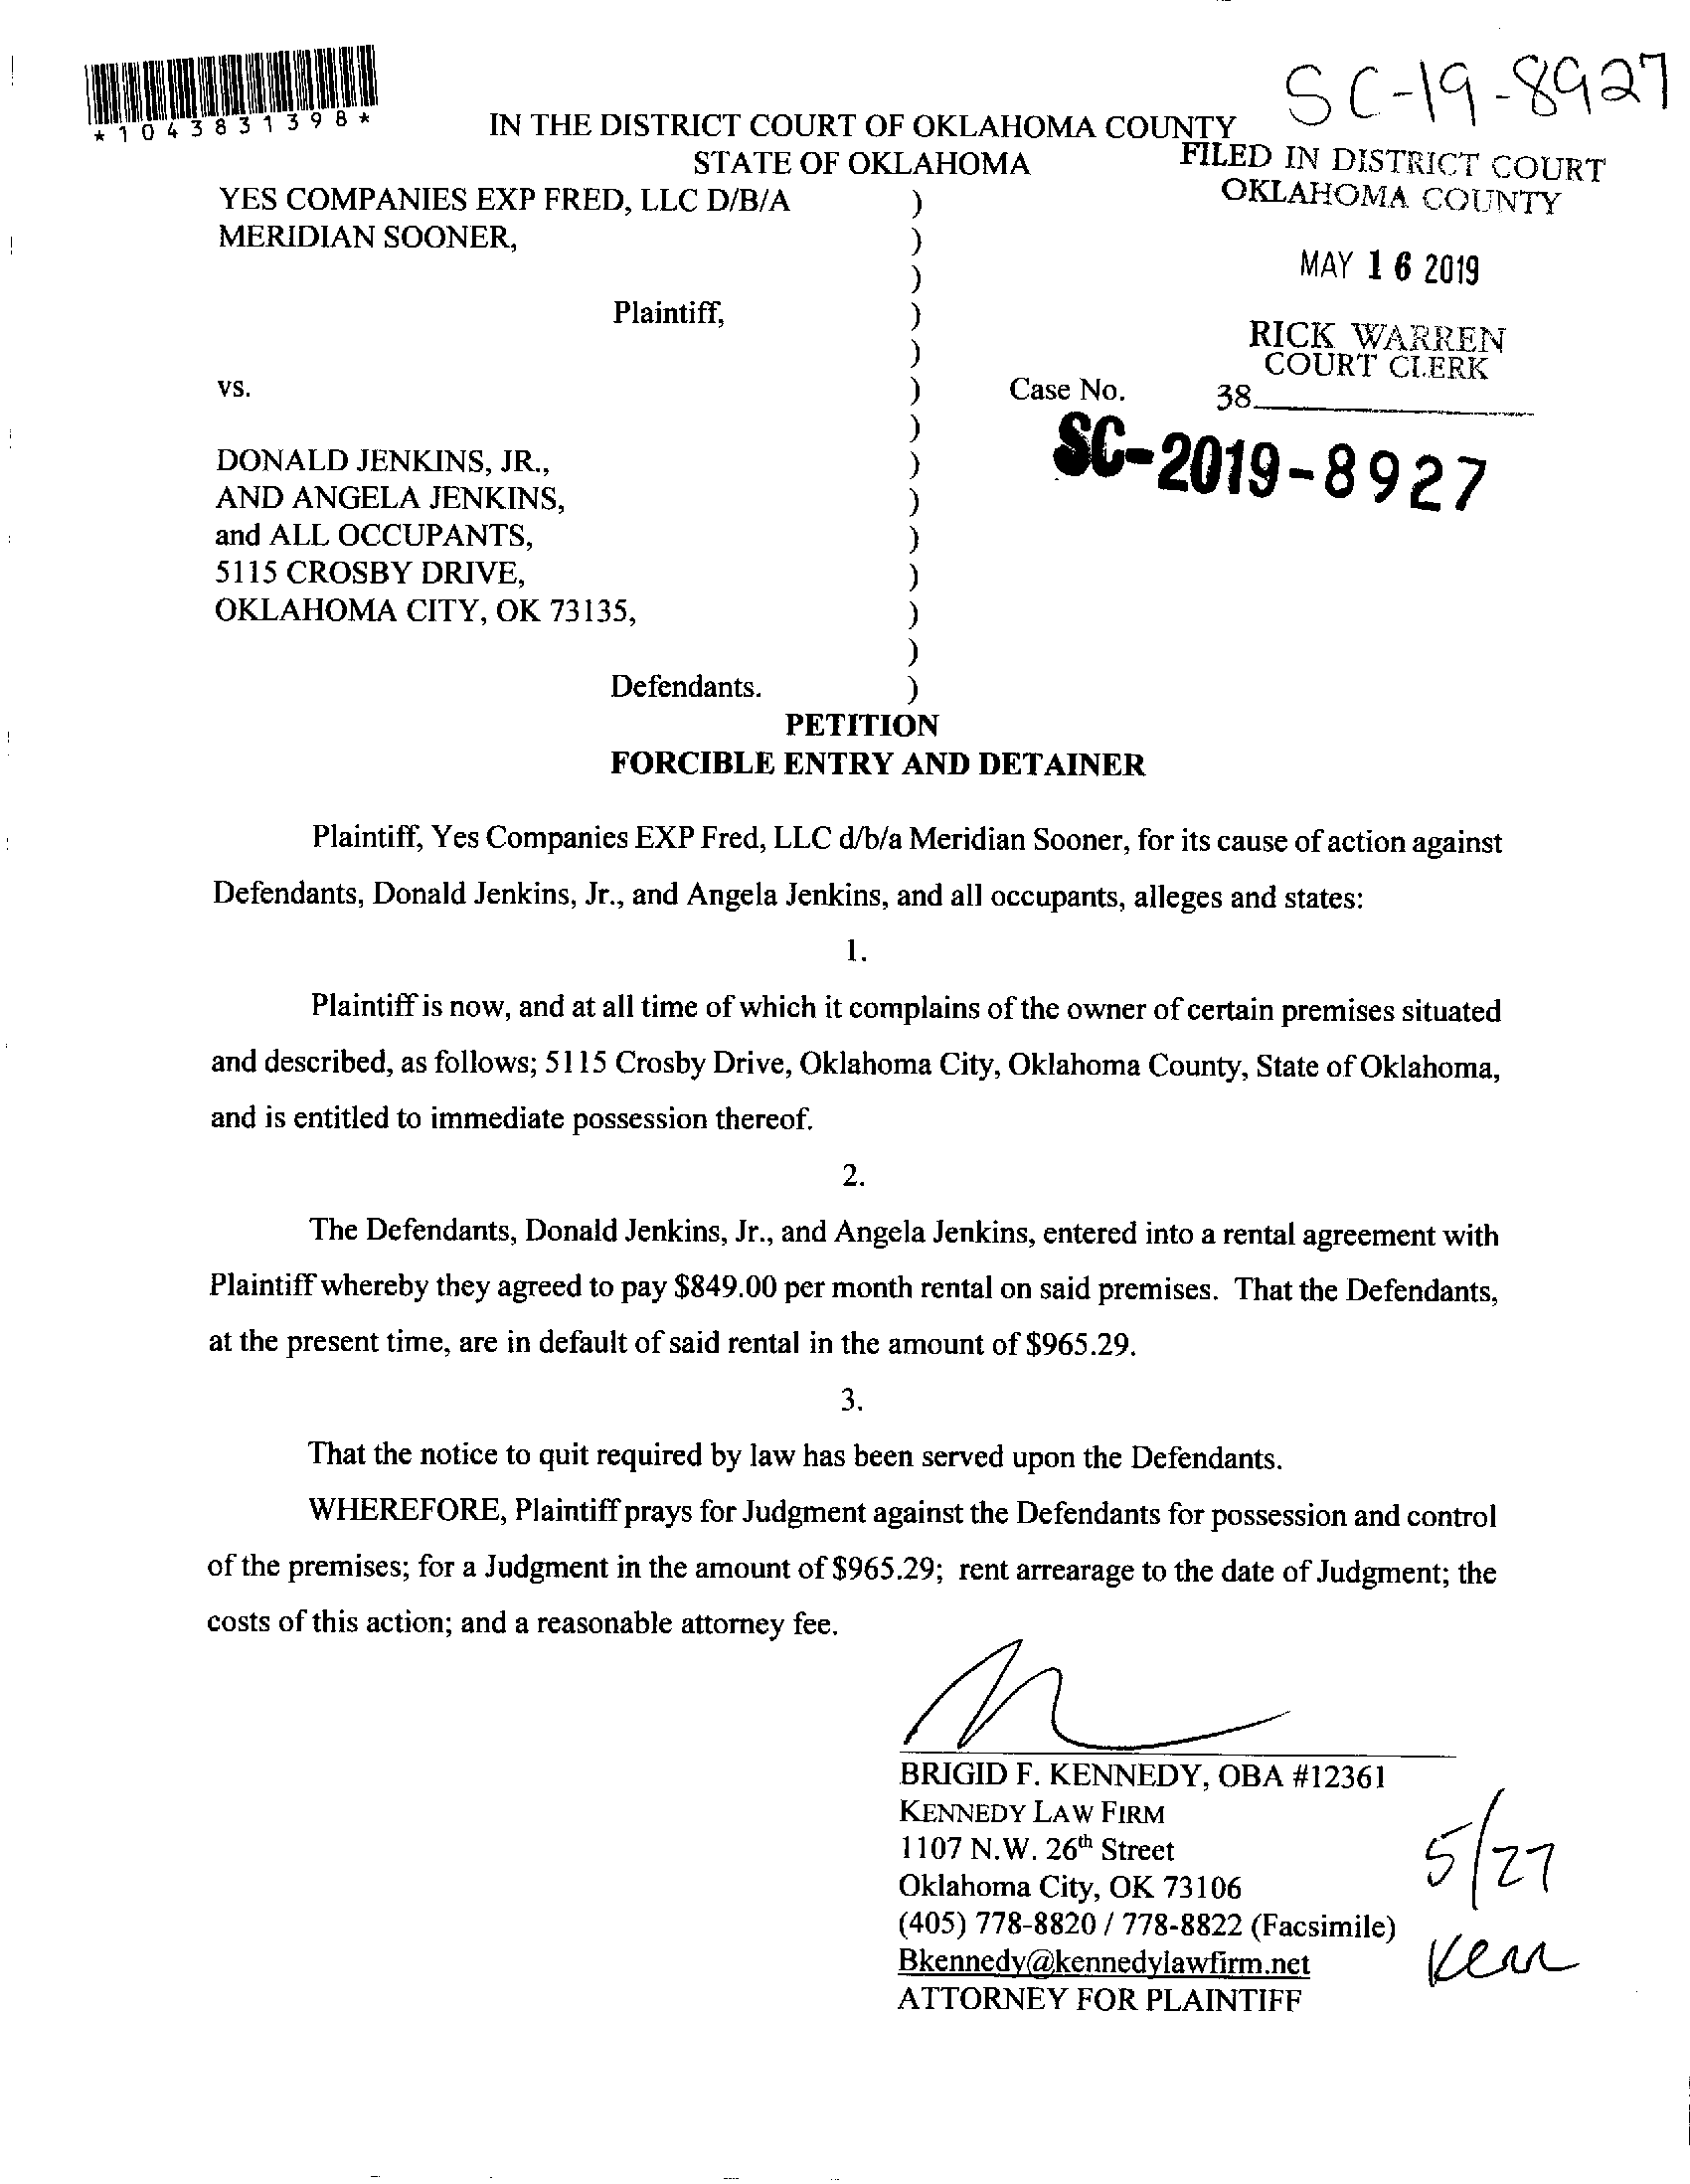 SC-19-8927
*1043831398*
IN THE DISTRICT COURT OF OKLAHOMA COUNTY
STATE OF OKLAHOMA
FILED IN DISTRICT COURT
OKLAHOMA COUNTY
MAY 16 2019
RICK WARREN
COURT CLERK
38
YES COMPANIES EXP FRED, LLC D/B/A )
MERIDIAN SOONER, )
)
Plaintiff, )
)
vs. ) Case No.
)
SC-2019-8927
DONALD JENKINS, JR., )
AND ANGELA JENKINS, )
and ALL OCCUPANTS, )
5115 CROSBY DRIVE, )
OKLAHOMA CITY, OK 73135, )
)
Defendants. )
PETITION
FORCIBLE ENTRY AND DETAINER
Plaintiff, Yes Companies EXP Fred, LLC d/b/a Meridian Sooner, for its cause of action against
Defendants, Donald Jenkins, Jr., and Angela Jenkins, and all occupants, alleges and states:
1.
Plaintiff is now, and at all time of which it complains of the owner of certain premises situated
and described, as follows; 5115 Crosby Drive, Oklahoma City, Oklahoma County, State of Oklahoma,
and is entitled to immediate possession thereof.
2.
The Defendants, Donald Jenkins, Jr., and Angela Jenkins, entered into a rental agreement with
Plaintiff whereby they agreed to pay $849.00 per month rental on said premises. That the Defendants,
at the present time, are in default of said rental in the amount of $965.29.
3.
That the notice to quit required by law has been served upon the Defendants.
WHEREFORE, Plaintiff prays for Judgment against the Defendants for possession and control
of the premises; for a Judgment in the amount of $965.29; rent arrearage to the date of Judgment; the
costs of this action; and a reasonable attorney fee.
BRIGID F. KENNEDY, OBA #12361
KENNEDY LAW FIRM
1107 N.W. 26th Street
Oklahoma City, OK 73106
(405) 778-8820 / 778-8822 (Facsimile)
Bkennedy@kennedylawfirm.net
ATTORNEY FOR PLAINTIFF
5/27